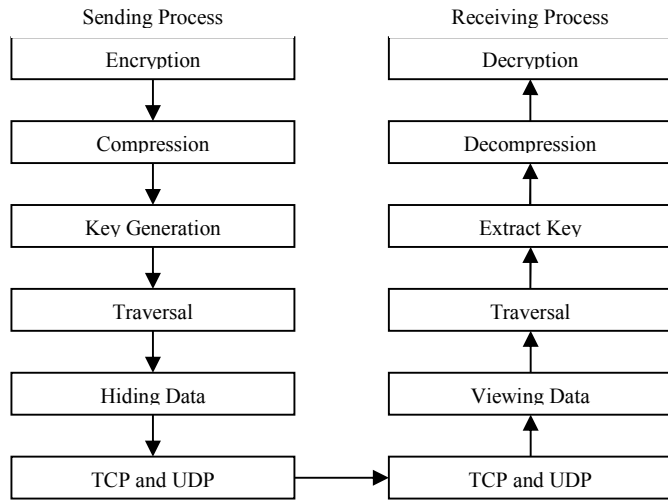 Sending Process
Receiving Process
Encryption
Decryption
Compression
Decompression
Key Generation
Extract Key
Traversal
Traversal
Hiding Data
Viewing Data
TCP and UDP
TCP and UDP